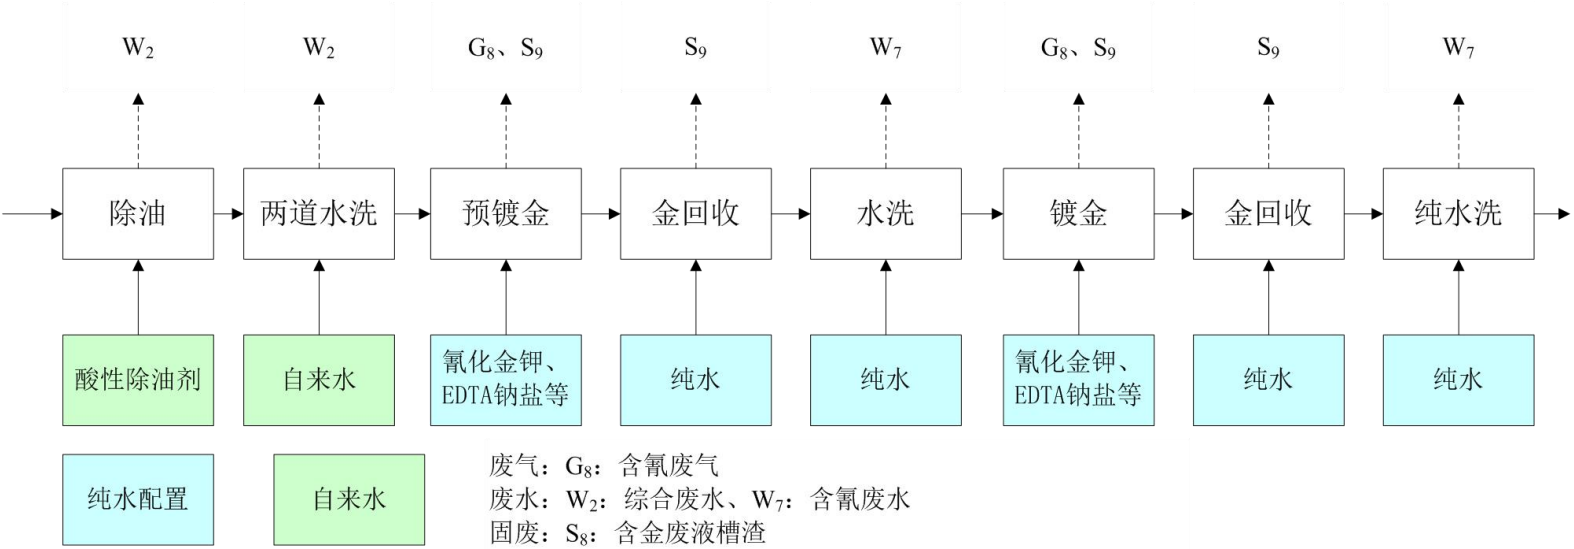 W₂ W₂ G₈、S₉ S₉ W₇ G₈、S₉ S₉ W₇
除油 两道水洗 预镀金 金回收 水洗 镀金 金回收 纯水洗
酸性除油剂 自来水 氰化金钾、 纯水 纯水 氰化金钾、 纯水 纯水
EDTA钠盐等 EDTA钠盐等
纯水配置 自来水
废气：G₈：含氰废气
废水：W₂：综合废水、W₇：含氰废水
固废：S₈：含金废液槽渣